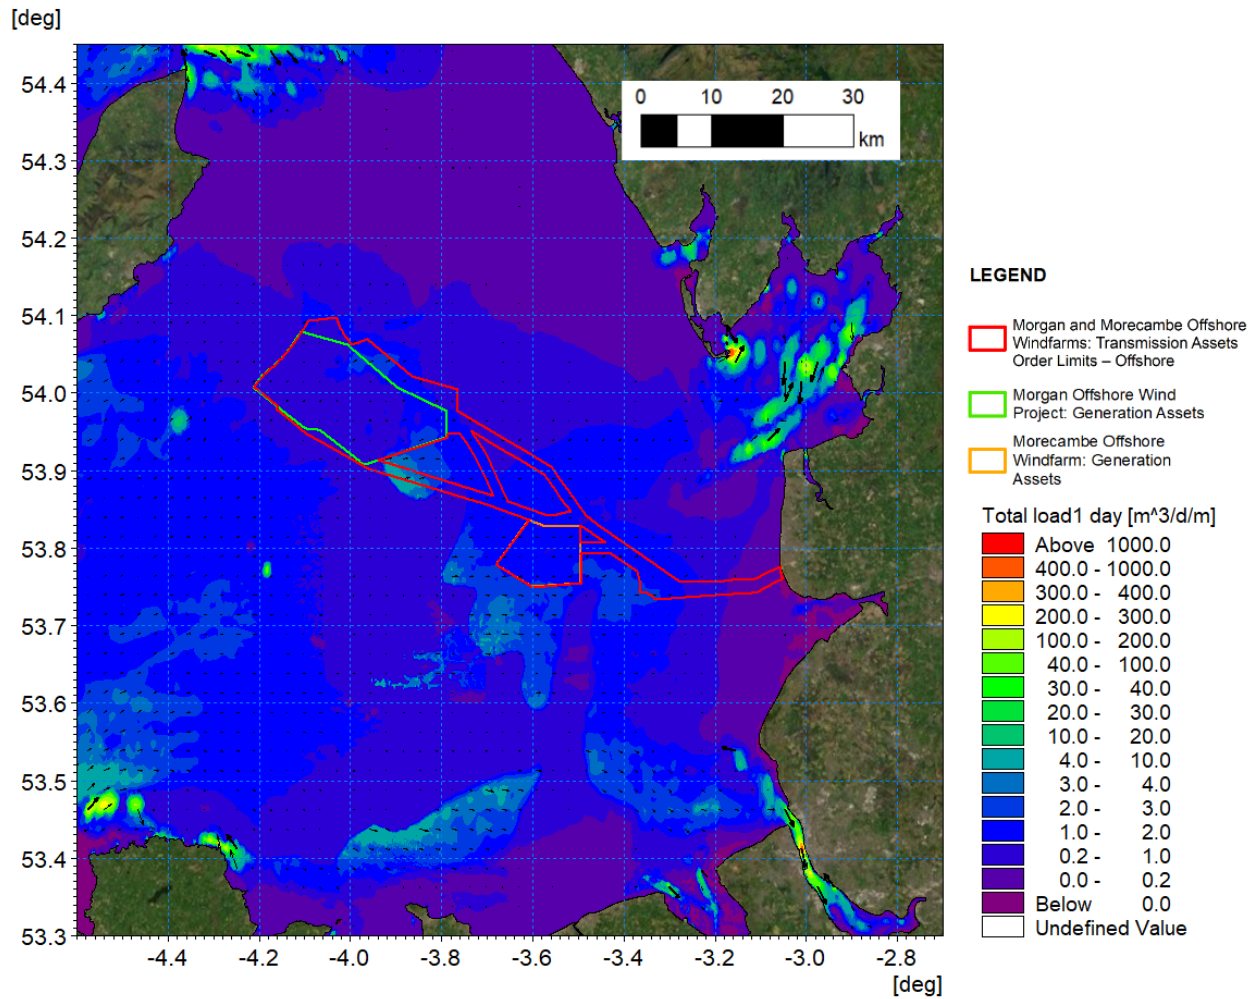 [deg]
54.4
54.3
54.2
54.1
54.0
53.9
53.8
53.7
53.6
53.5
53.4
53.3
-4.4
-4.2
-4.0
-3.8
-3.6
-3.4
-3.2
-3.0
-2.8
[deg]
0 10 20 30
km
LEGEND
Morgan and Morecambe Offshore
Windfarms: Transmission Assets
Order Limits – Offshore
Morgan Offshore Wind
Project: Generation Assets
Morecambe Offshore
Windfarm: Generation
Assets
Total load1 day [m^3/d/m]
Above 1000.0
400.0 - 1000.0
300.0 - 400.0
200.0 - 300.0
100.0 - 200.0
40.0 - 100.0
30.0 - 40.0
20.0 - 30.0
10.0 - 20.0
4.0 - 10.0
3.0 - 4.0
2.0 - 3.0
1.0 - 2.0
0.2 - 1.0
0.0 - 0.2
Below 0.0
Undefined Value